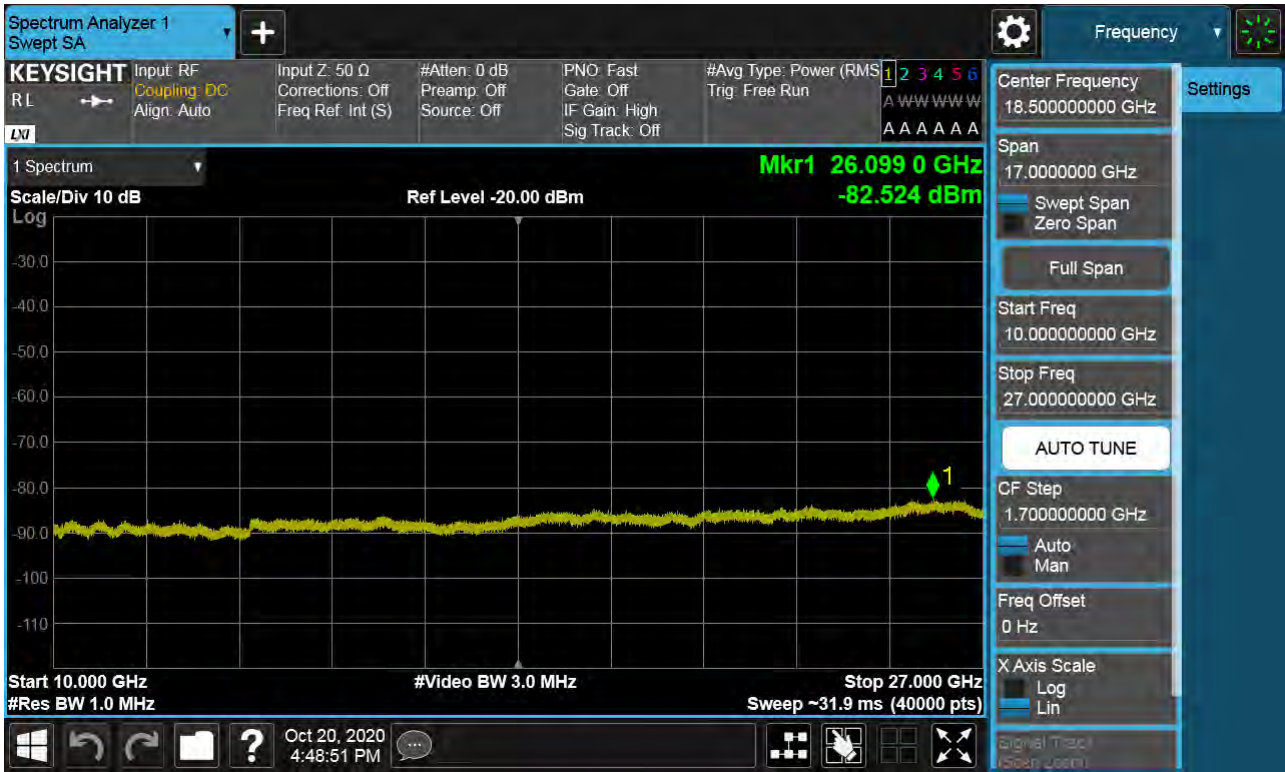 Spectrum Analyzer 1
Swept SA
+
Frequency
KEYSIGHT
RL
LXI
Input: RF
Coupling: DC
Align: Auto
Input Z: 50 Ω
Corrections: Off
Freq Ref: Int (S)
#Atten: 0 dB
Preamp: Off
Source: Off
PNO: Fast
Gate: Off
IF Gain: High
Sig Track: Off
#Avg Type: Power (RMS
Trig: Free Run
1 2 3 4 5 6
A W W W W W
A A A A A A
1 Spectrum
Scale/Div 10 dB
Log
Ref Level -20.00 dBm
Mkr1 26.099 0 GHz
-82.524 dBm
-30.0
-40.0
-50.0
-60.0
-70.0
-80.0
-90.0
-100
-110
1
Start 10.000 GHz
#Res BW 1.0 MHz
#Video BW 3.0 MHz
Stop 27.000 GHz
Sweep ~31.9 ms (40000 pts)
Center Frequency
18.500000000 GHz
Span
17.0000000 GHz
Swept Span
Zero Span
Full Span
Start Freq
10.000000000 GHz
Stop Freq
27.000000000 GHz
AUTO TUNE
CF Step
1.700000000 GHz
Auto
Man
Freq Offset
0 Hz
X Axis Scale
Log
Lin
Signal Track
(Span Zoom)
Settings
?
Oct 20, 2020
4:48:51 PM